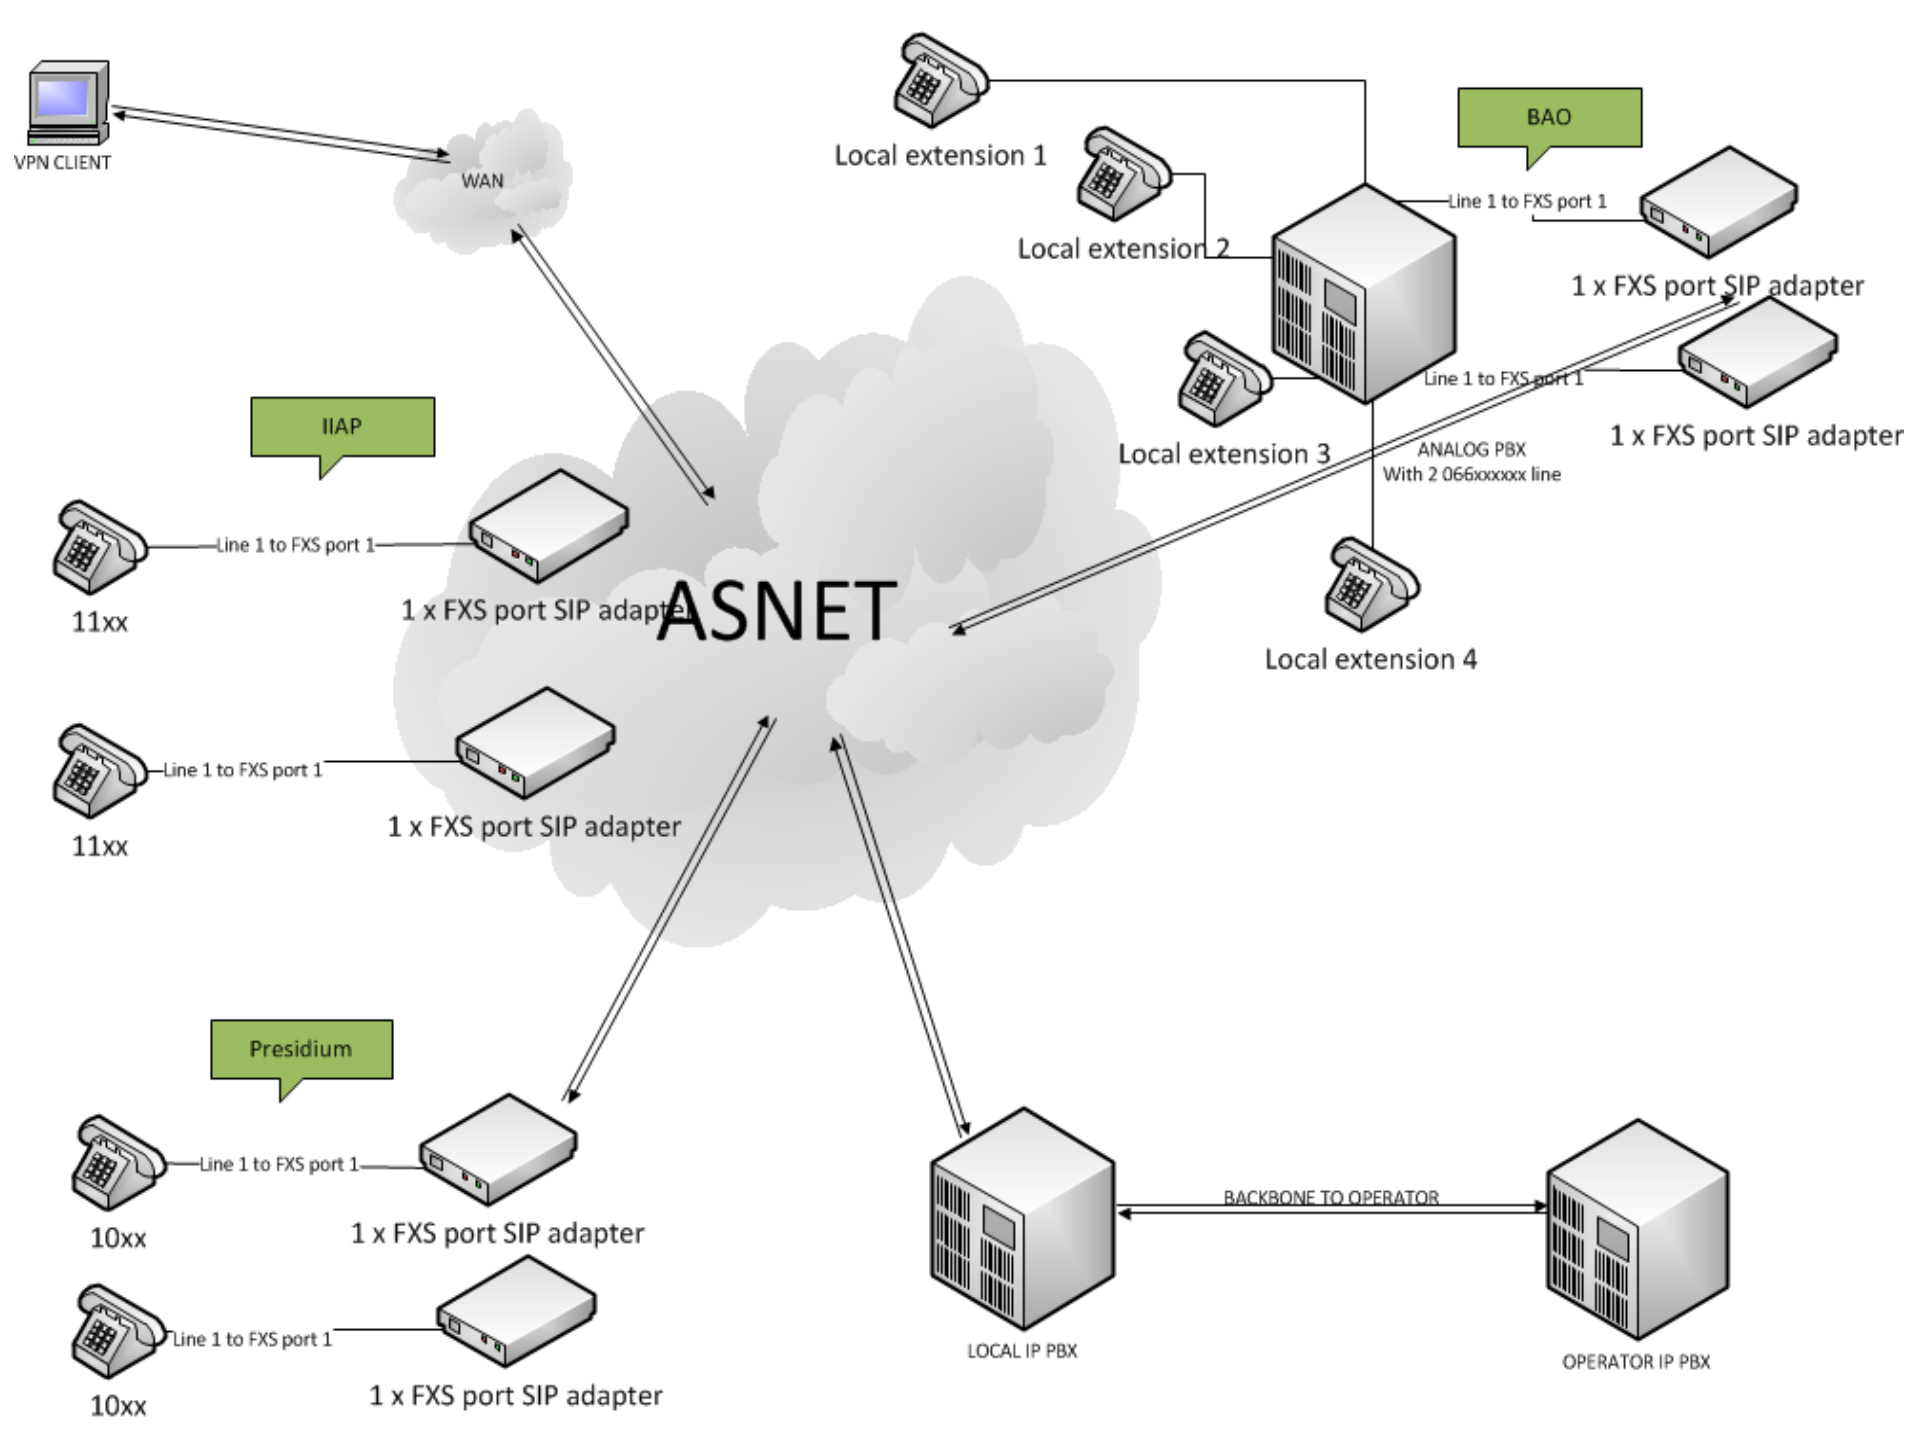 VPN CLIENT
WAN
Local extension 1
Local extension 2
BAO
Line 1 to FXS port 1
1 x FXS port SIP adapter
Line 1 to FXS port 1
1 x FXS port SIP adapter
Local extension 3
ANALOG PBX
With 2 066xxxxxx line
Local extension 4
IIAP
Line 1 to FXS port 1
11xx
1 x FXS port SIP adapter
ASNET
Line 1 to FXS port 1
11xx
1 x FXS port SIP adapter
Presidium
Line 1 to FXS port 1
10xx
1 x FXS port SIP adapter
Line 1 to FXS port 1
10xx
1 x FXS port SIP adapter
BACKBONE TO OPERATOR
LOCAL IP PBX
OPERATOR IP PBX